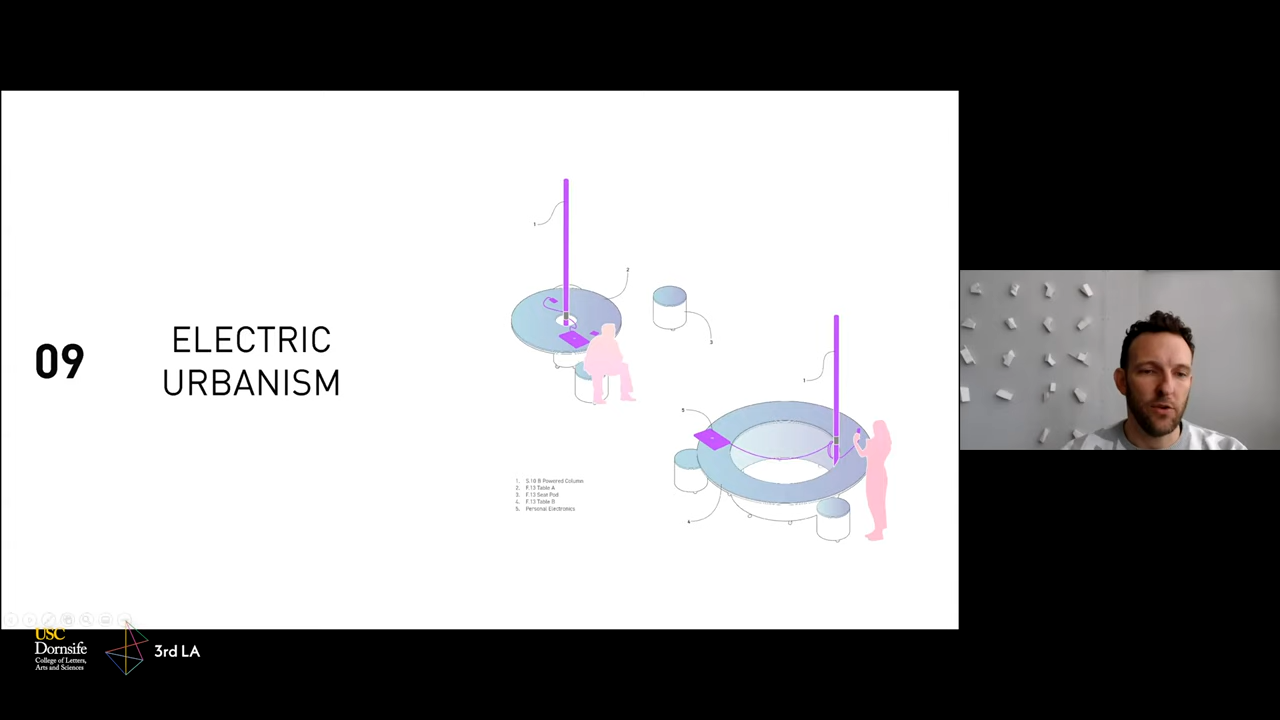 09
ELECTRIC
URBANISM
1
2
3
1
5
4
1. S.10 B Powered Column
2. F.13 Table A
3. F.13 Seat Pod
4. F.13 Table B
5. Personal Electronics
USC
Dornsife
College of Letters,
Arts and Sciences
3rd LA